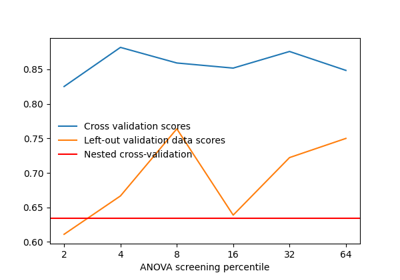 0.85
0.80
0.75
0.70
0.65
0.60
Cross validation scores
Left-out validation data scores
Nested cross-validation
2 4 8 16 32 64
ANOVA screening percentile